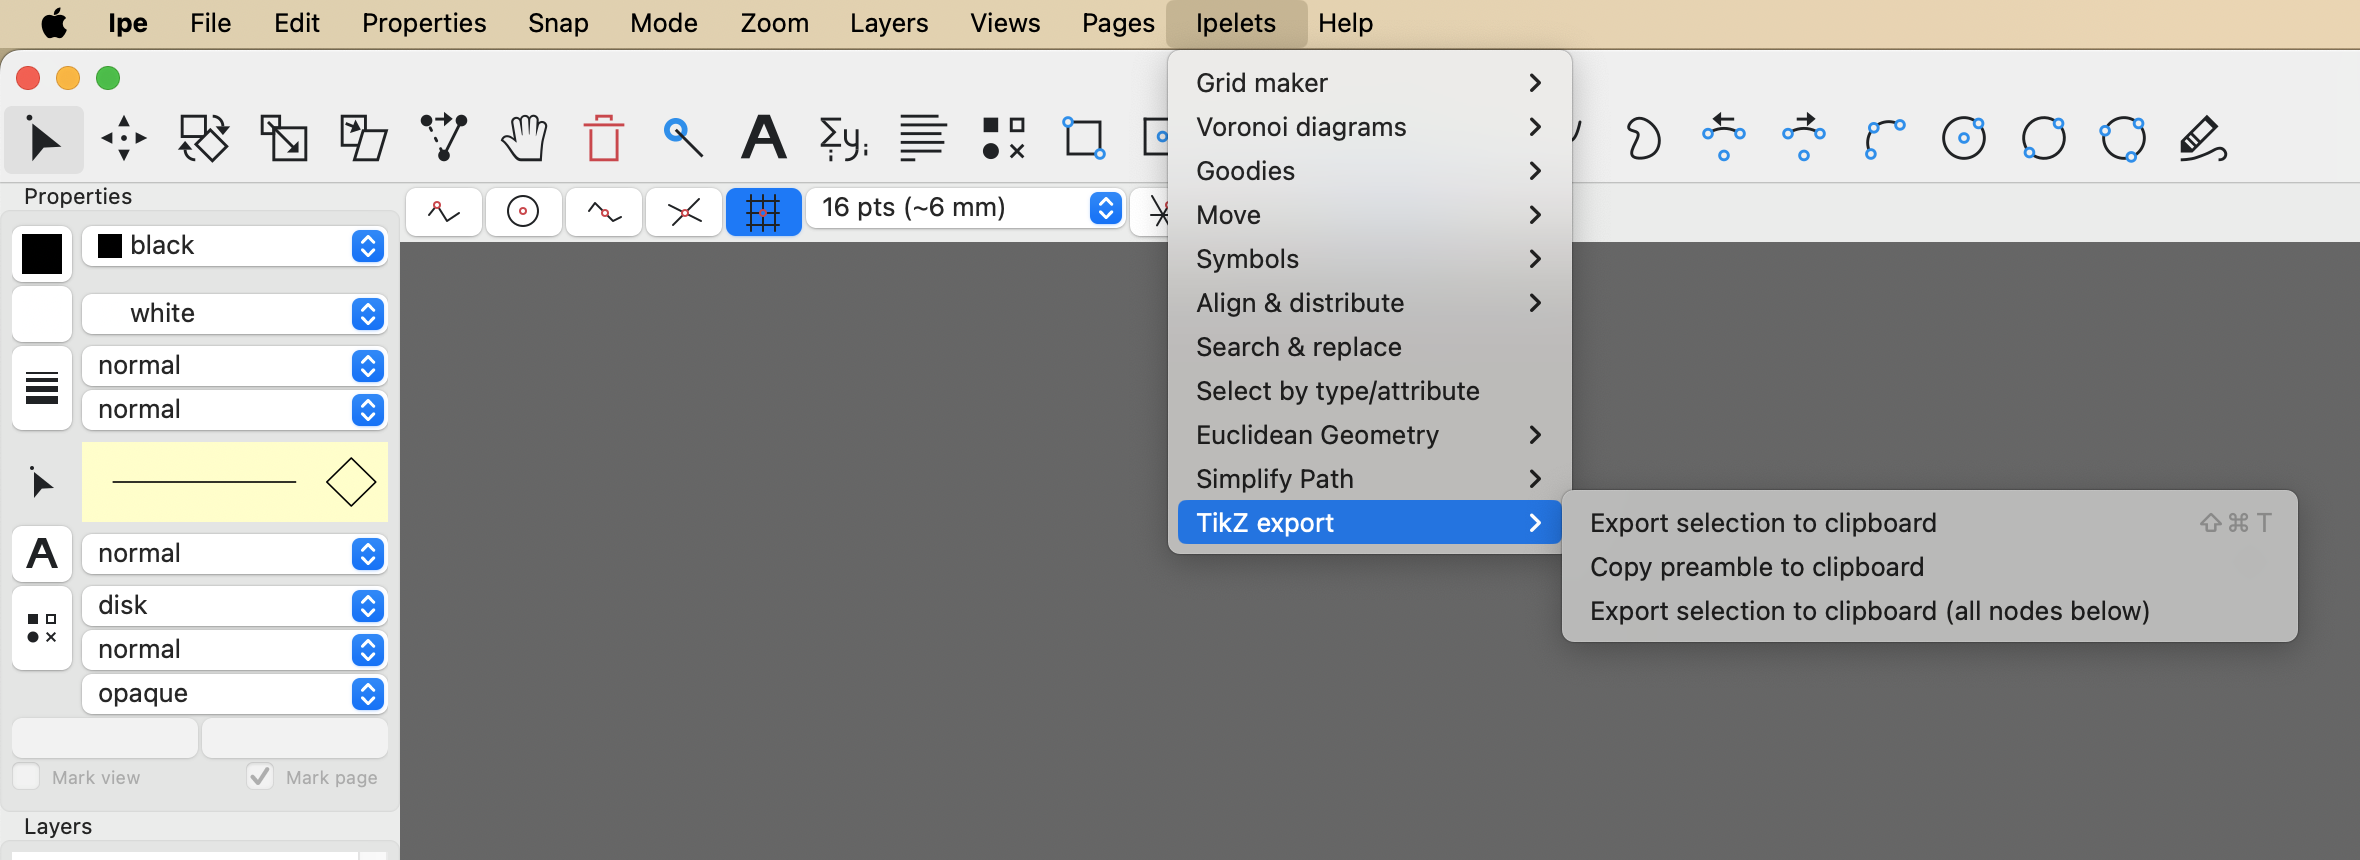 Ipe File Edit Properties Snap Mode Zoom Layers Views Pages Ipelets Help
Grid maker
Voronoi diagrams
Goodies
Move
Symbols
Align & distribute
Search & replace
Select by type/attribute
Euclidean Geometry
Simplify Path
TikZ export
Export selection to clipboard ⇧⌘T
Copy preamble to clipboard
Export selection to clipboard (all nodes below)
16 pts (~6 mm)
Properties
black
white
normal
normal
normal
disk
normal
opaque
Mark view Mark page
Layers